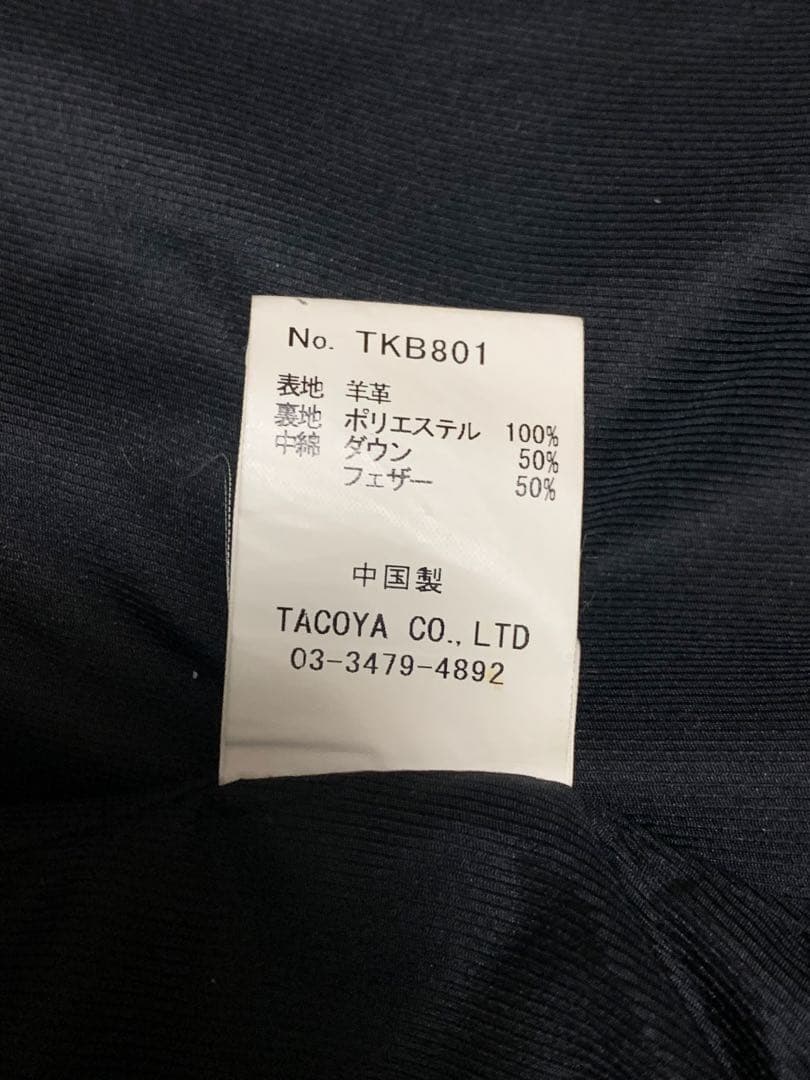 No. TKB801
表地 羊革
裏地 ポリエステル 100%
中綿 ダウン 50%
フェザー 50%
中国製
TACOYA CO., LTD
03-3479-4892